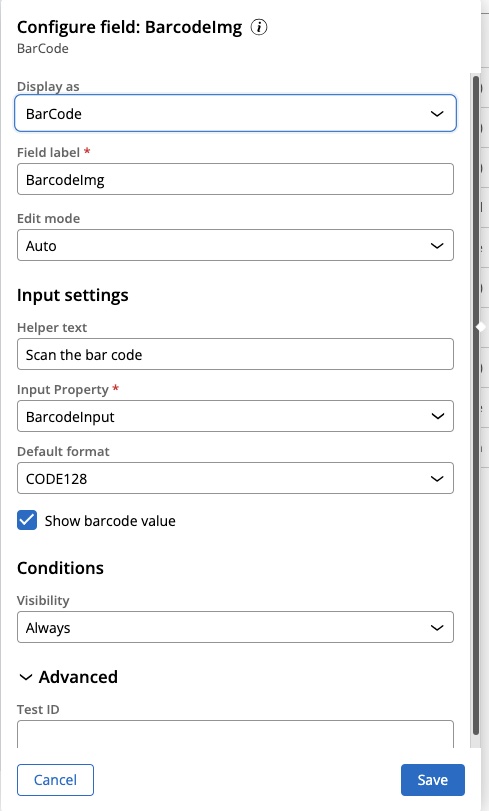 Configure field: BarcodeImg
BarCode
Display as
BarCode
Field label *
BarcodeImg
Edit mode
Auto
Input settings
Helper text
Scan the bar code
Input Property *
BarcodeInput
Default format
CODE128
Show barcode value
Conditions
Visibility
Always
Advanced
Test ID
Cancel
Save